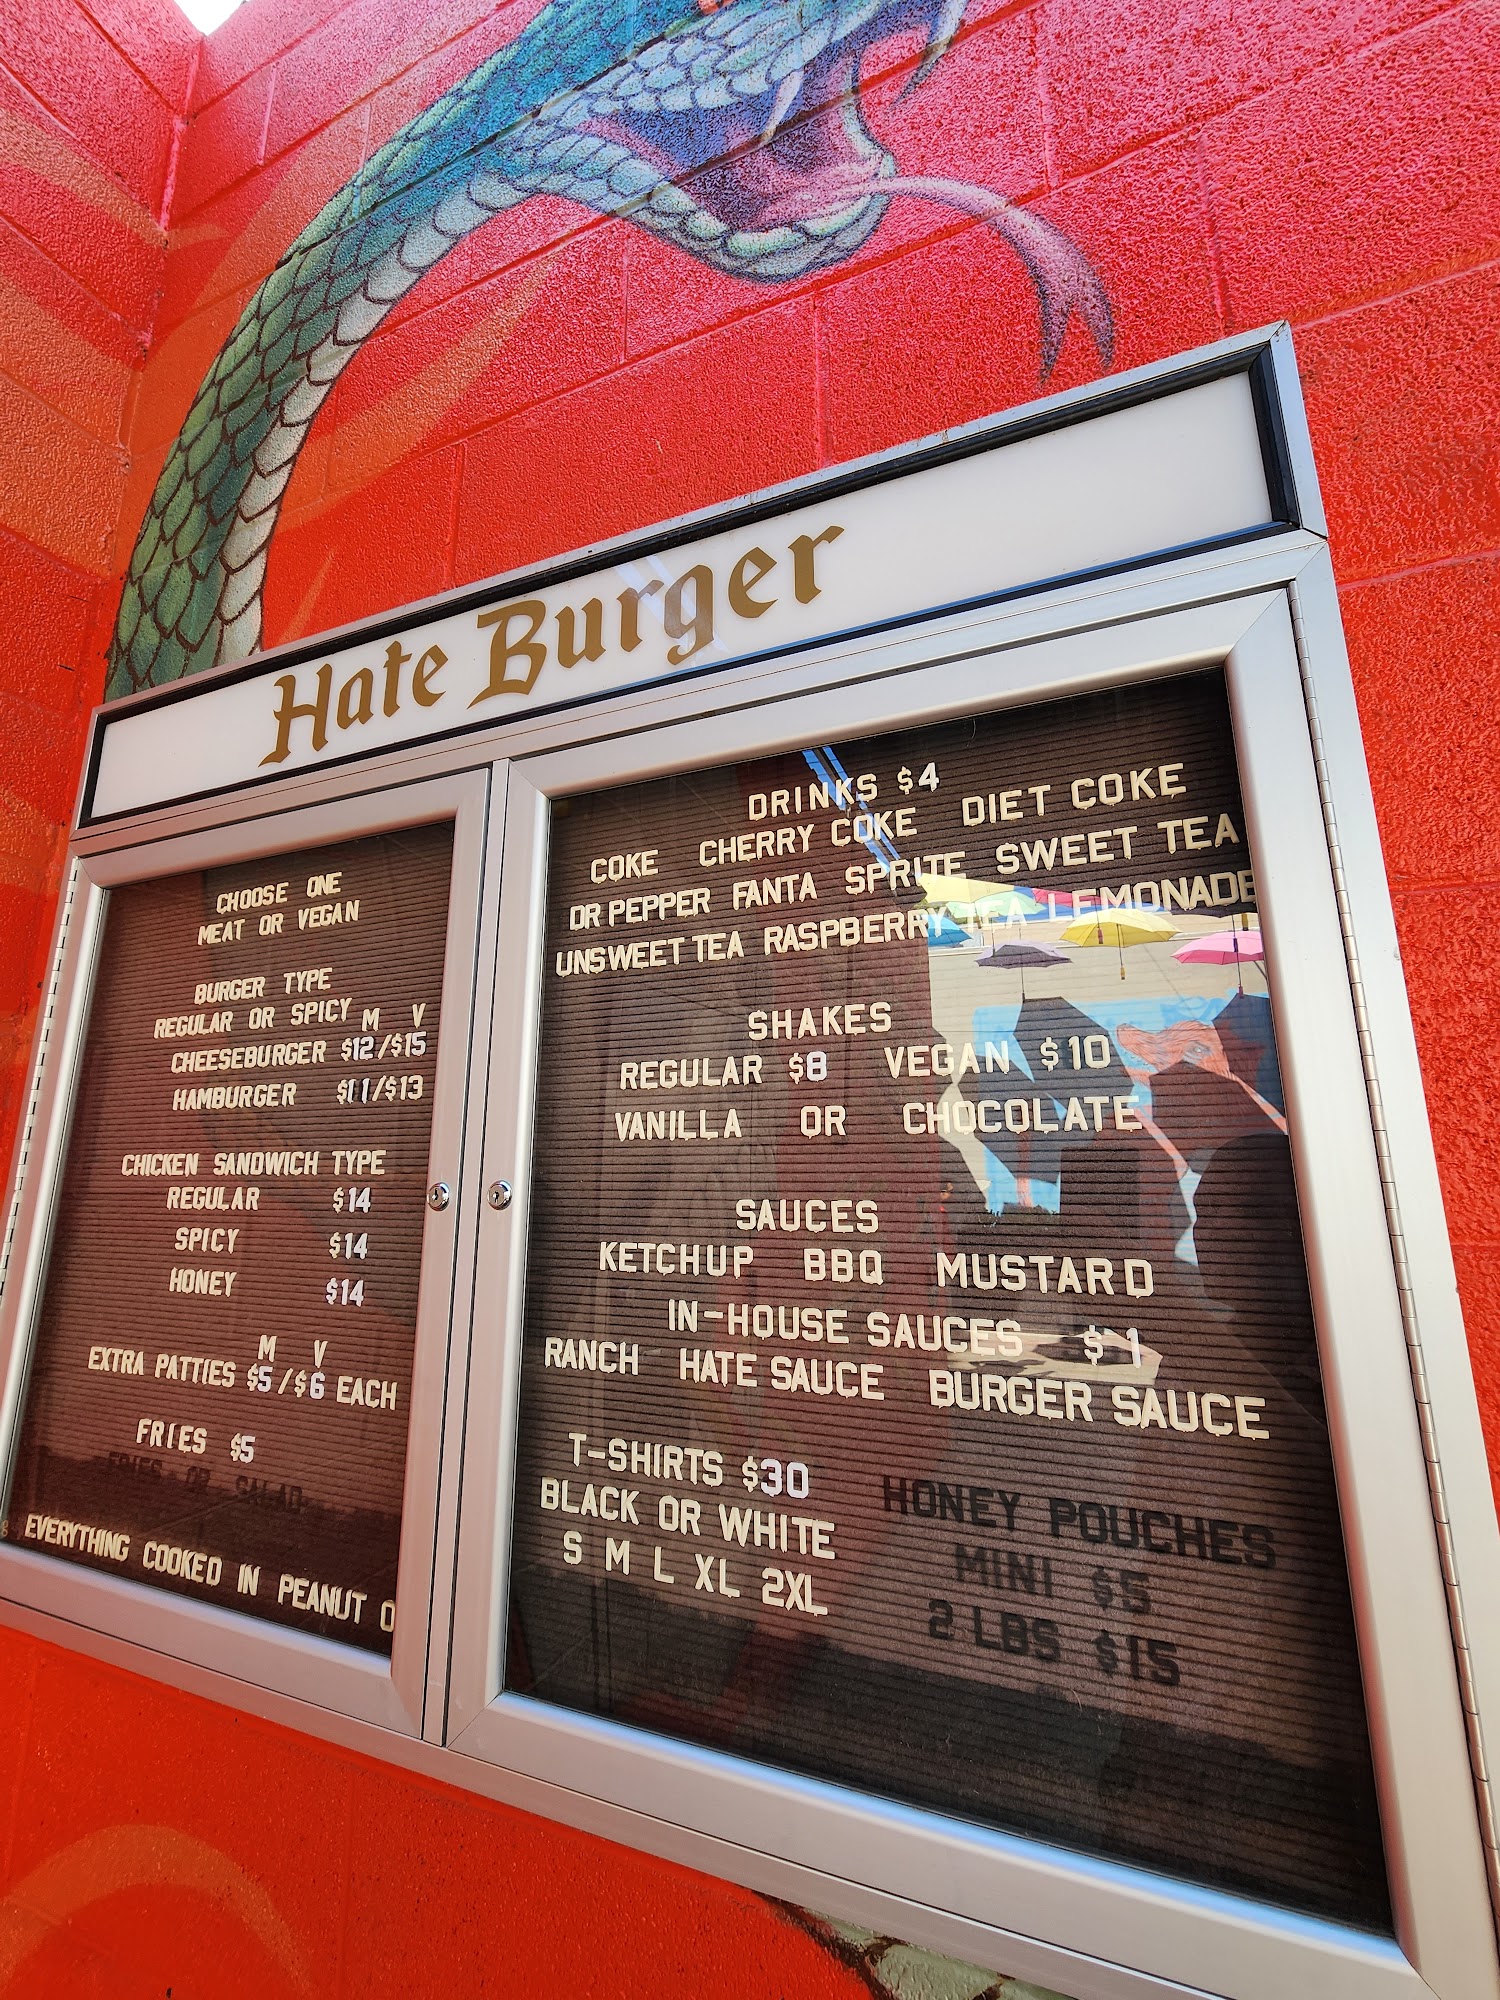 Hate Burger
CHOOSE ONE
MEAT OR VEGAN
BURGER TYPE
REGULAR OR SPICY M V
CHEESEBURGER $12/$15
HAMBURGER $11/$13
CHICKEN SANDWICH TYPE
REGULAR $14
SPICY $14
HONEY $14
M V
EXTRA PATTIES $5/$6 EACH
FRIES $5
FRIES OR SALAD
EVERYTHING COOKED IN PEANUT O
DRINKS $4
COKE CHERRY COKE DIET COKE
DR PEPPER FANTA SPRITE SWEET TEA
UNSWEET TEA RASPBERRY TEA LEMONADE
SHAKES
REGULAR $8 VEGAN $10
VANILLA OR CHOCOLATE
SAUCES
KETCHUP BBQ MUSTARD
IN-HOUSE SAUCES $1
RANCH HATE SAUCE BURGER SAUCE
T-SHIRTS $30
BLACK OR WHITE
S M L XL 2XL
HONEY POUCHES
MINI $5
2 LBS $15